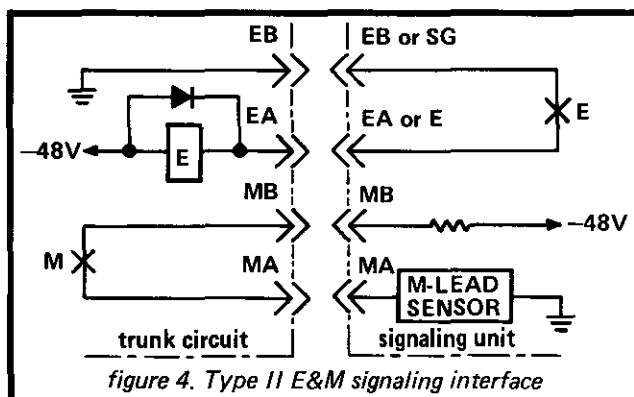 EB
EB or SG
EA
EA or E
E
–48V
E
MB
MB
–48V
M
MA
MA
M-LEAD
SENSOR
trunk circuit
signaling unit
figure 4. Type II E&M signaling interface